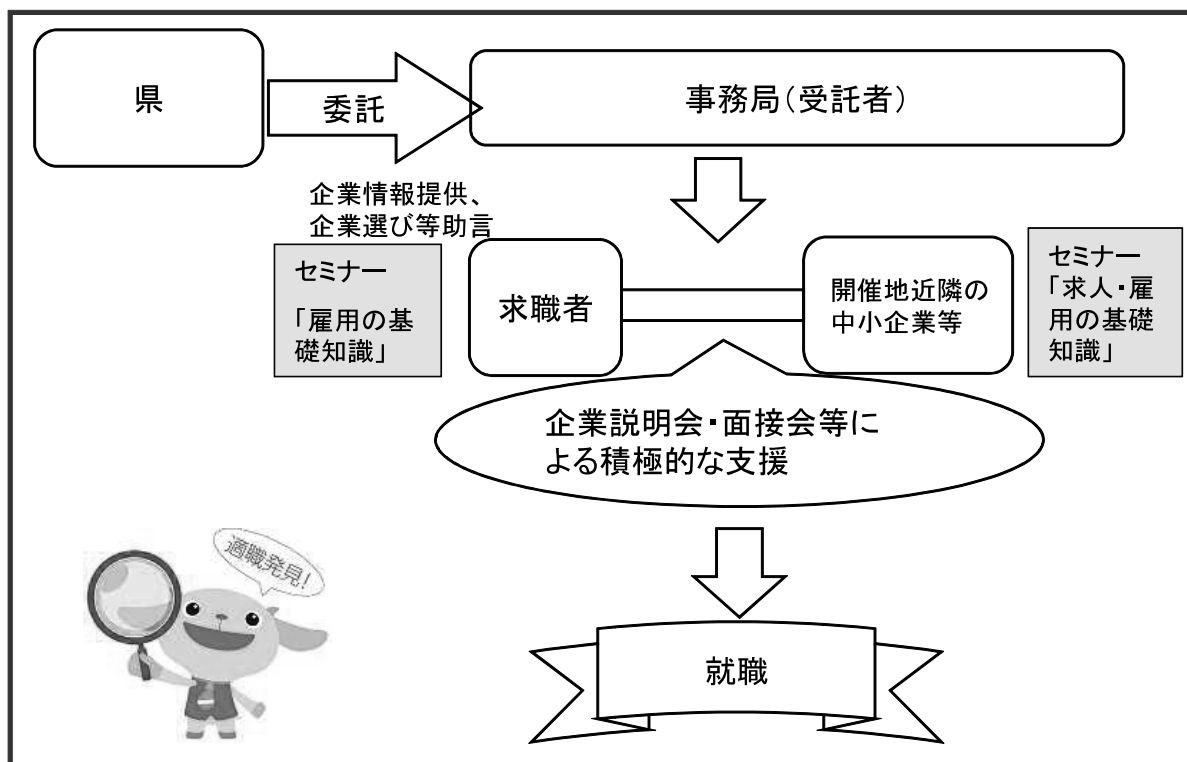 県
委託
事務局(受託者)
企業情報提供、
企業選び等助言
セミナー
「雇用の基
礎知識」
求職者
開催地近隣の
中小企業等
セミナー
「求人・雇
用の基礎
知識」
企業説明会・面接会等に
よる積極的な支援
適職発見!
就職